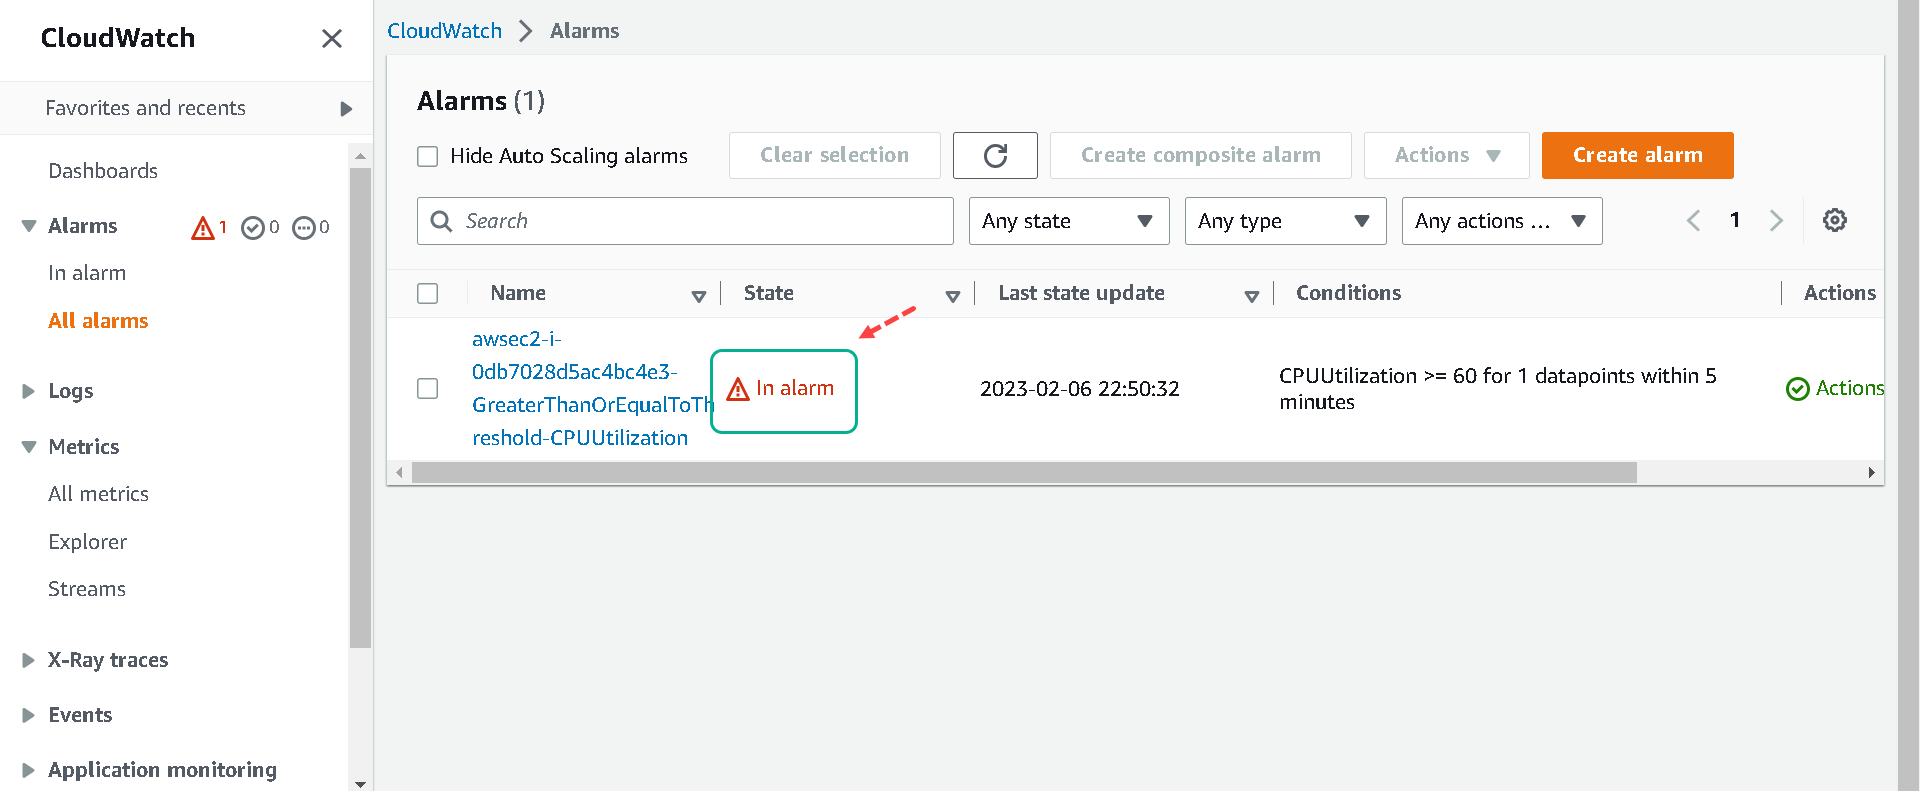 CloudWatch
Favorites and recents
Dashboards
Alarms 1 0 0
In alarm
All alarms
Logs
Metrics
All metrics
Explorer
Streams
X-Ray traces
Events
Application monitoring
CloudWatch > Alarms
Alarms (1)
Hide Auto Scaling alarms
Clear selection
Create composite alarm
Actions
Create alarm
Search
Any state
Any type
Any actions ...
1
Name State Last state update Conditions Actions
awsec2-i-
0db7028d5ac4bc4e3-
GreaterThanOrEqualToTh
reshold-CPUUtilization
In alarm
2023-02-06 22:50:32
CPUUtilization >= 60 for 1 datapoints within 5
minutes
Actions